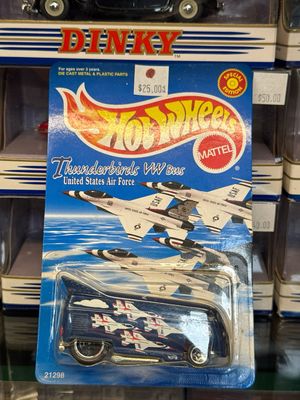 DINKY
For ages over 3 years.
DIE CAST METAL & PLASTIC PARTS
$25.00
SPECIAL EDITION
$50.00
HOT WHEELS
MATTEL
Thunderbirds VW Bus
United States Air Force
USAF
21298